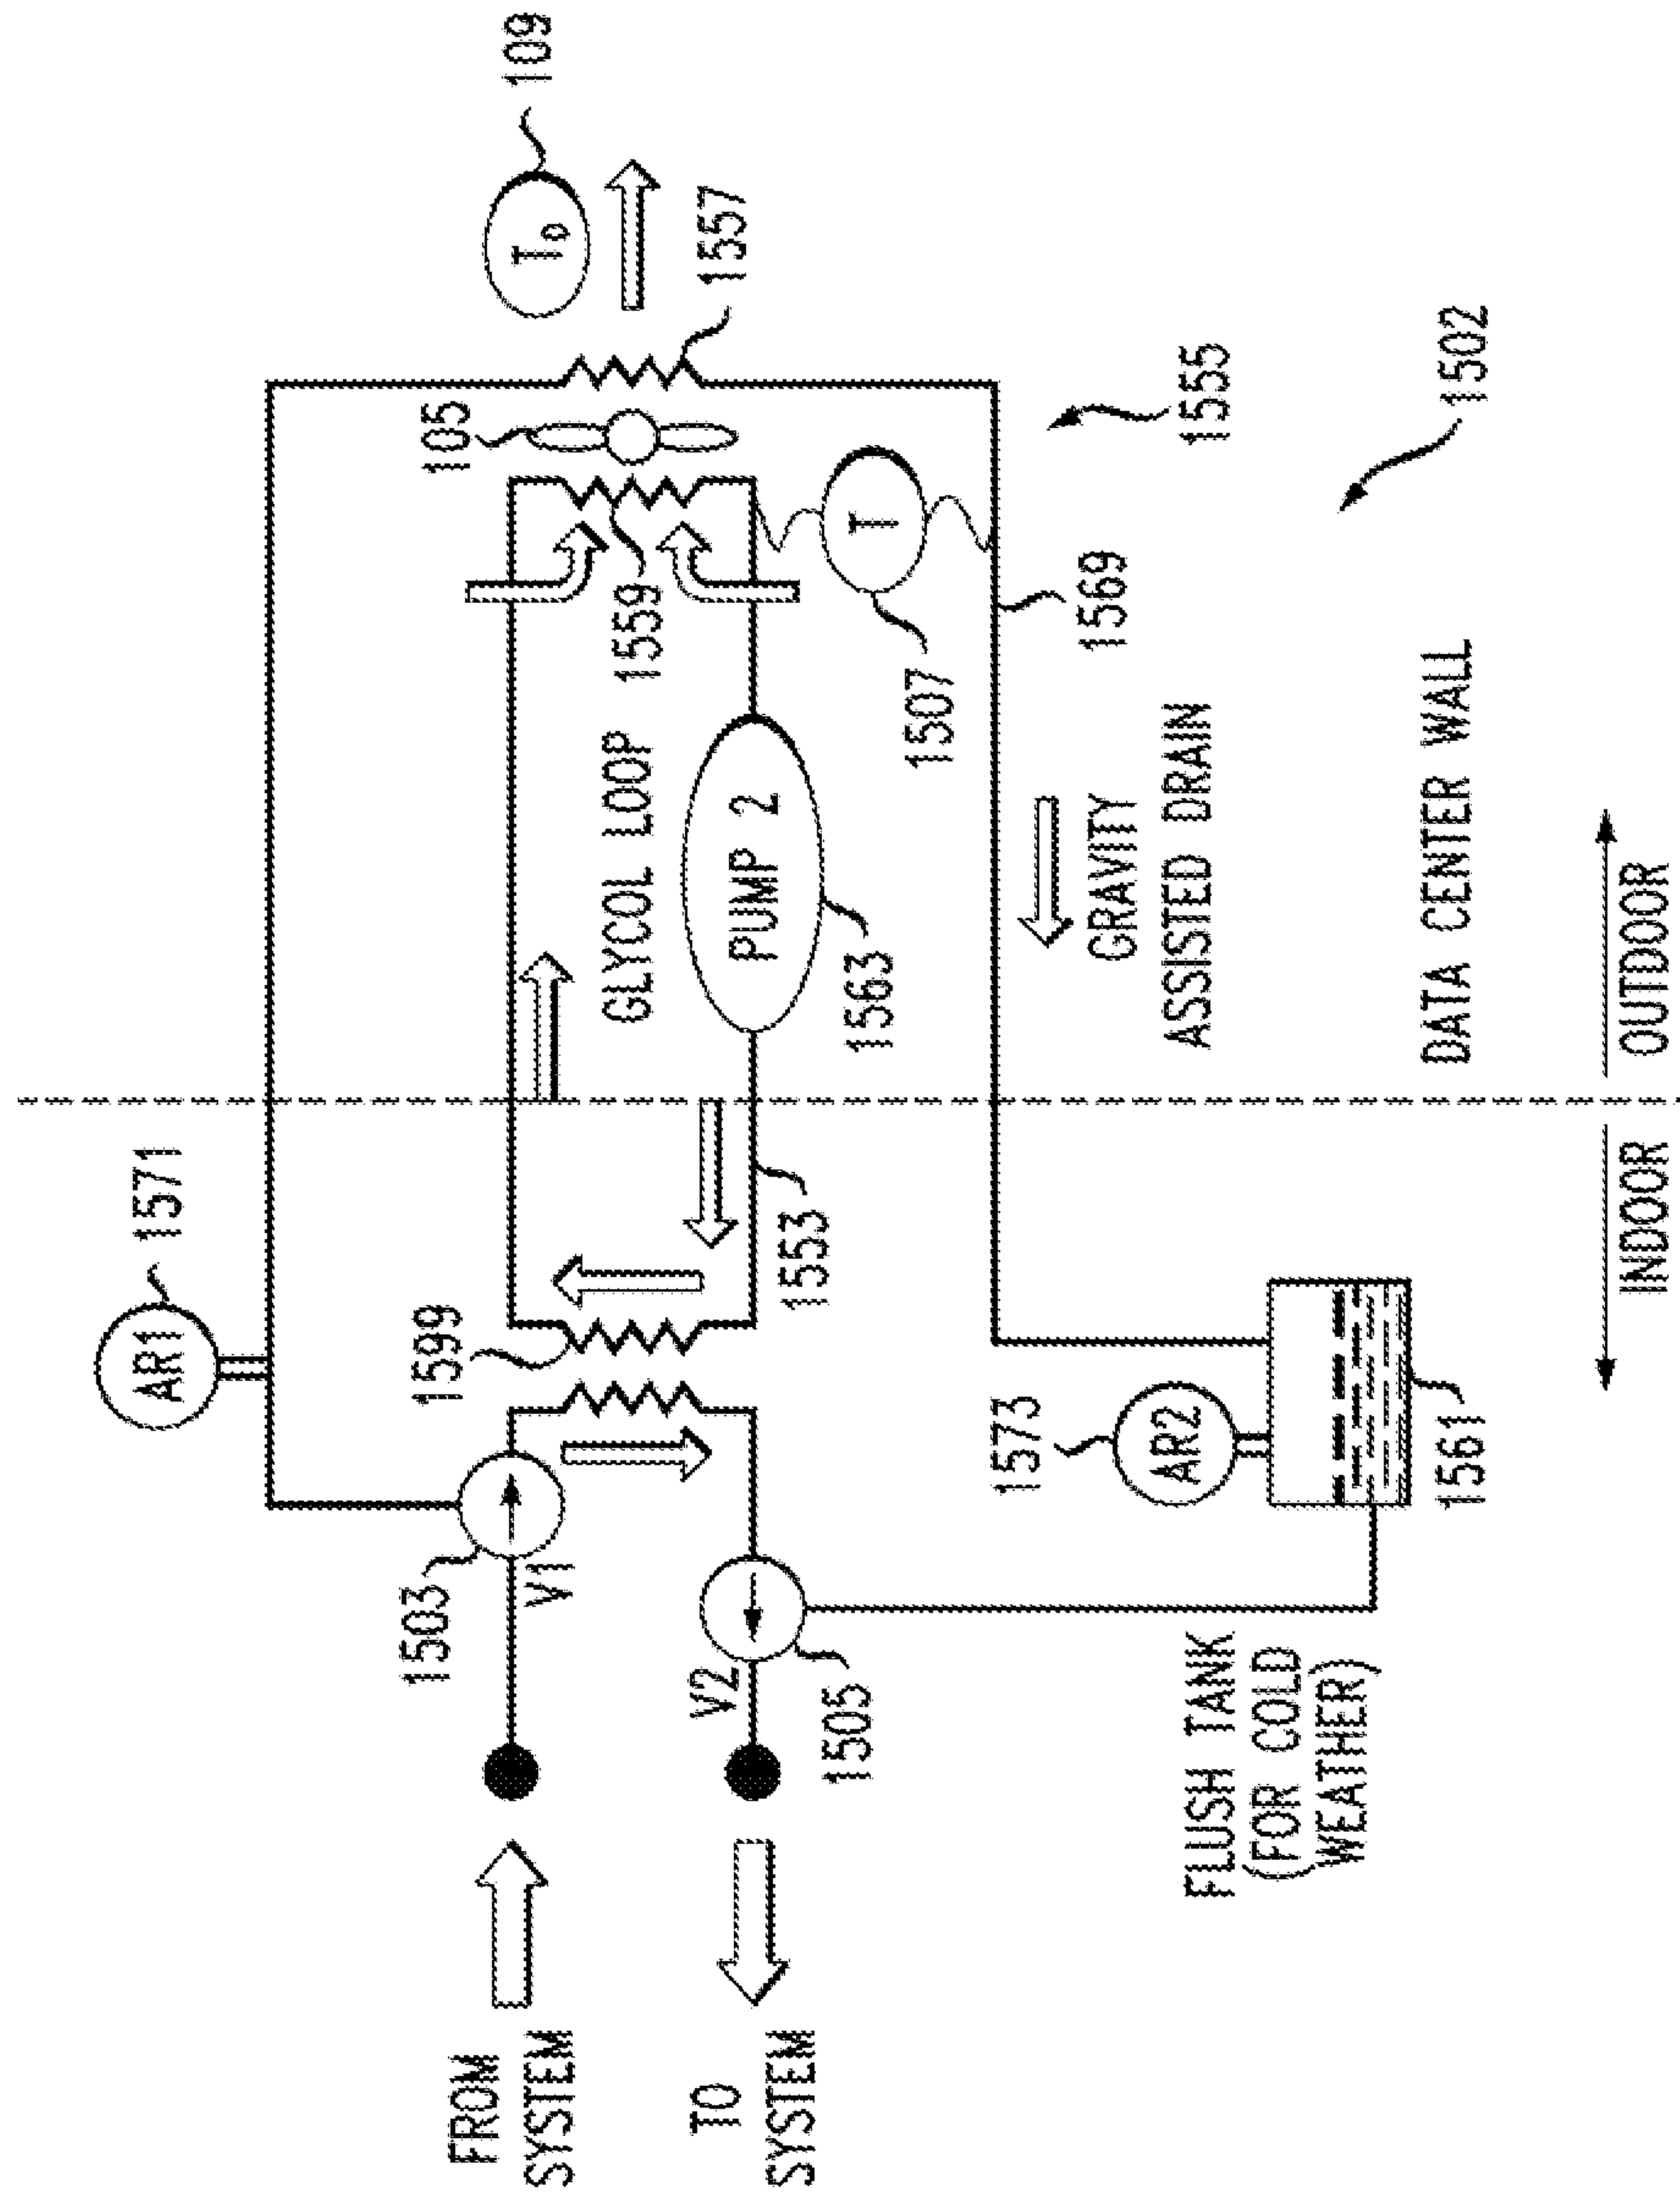 AR1
1571
109
T₀
1503
V1
1599
105
1557
FROM
SYSTEM
GLYCOL LOOP
1559
TO
SYSTEM
V2
1505
1553
PUMP 2
1563
T
1507
1573
AR2
1569
GRAVITY
ASSISTED DRAIN
1555
FLUSH TANK
(FOR COLD
WEATHER)
1561
DATA CENTER WALL
1502
INDOOR
OUTDOOR